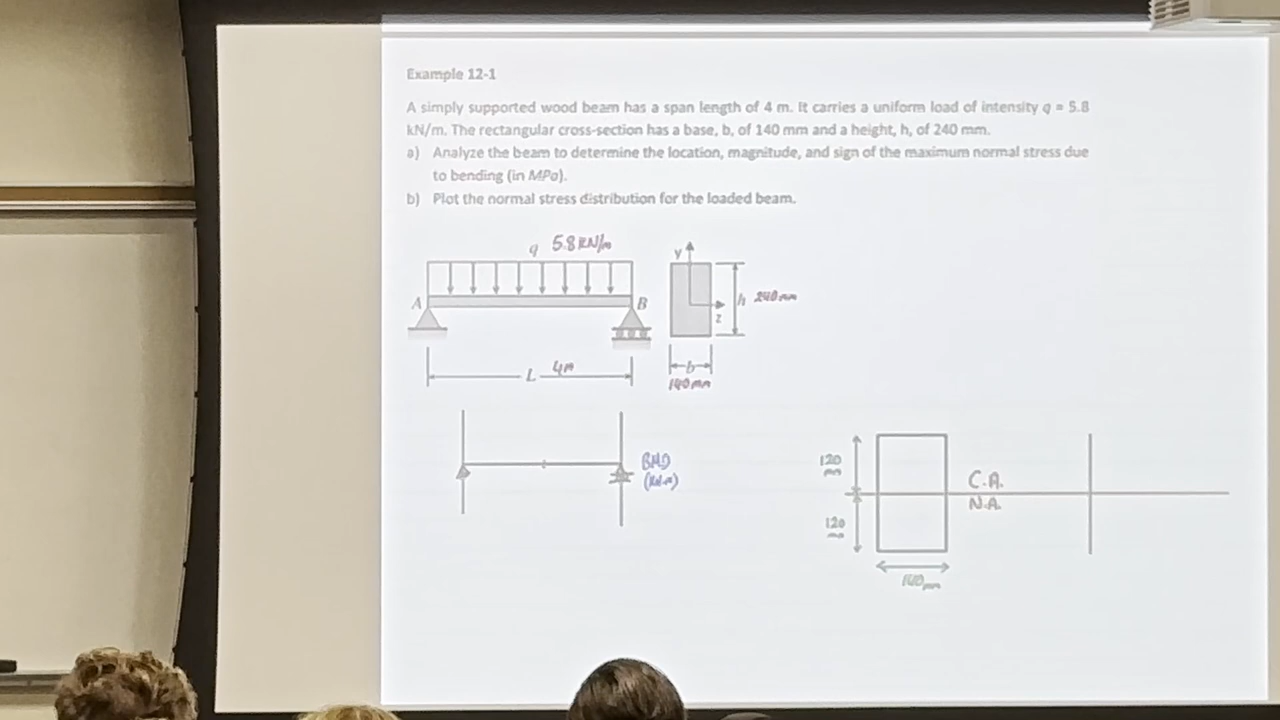 Example 12-1
A simply supported wood beam has a span length of 4 m. It carries a uniform load of intensity q = 5.8
kN/m. The rectangular cross-section has a base, b, of 140 mm and a height, h, of 240 mm.
a) Analyze the beam to determine the location, magnitude, and sign of the maximum normal stress due
to bending (in MPa).
b) Plot the normal stress distribution for the loaded beam.
q 5.8 KN/m
y
A
B
h 240 mm
z
L 4m
b
140 mm
BMD
(kN·m)
120
mm
C.A.
N.A.
120
mm
140 mm